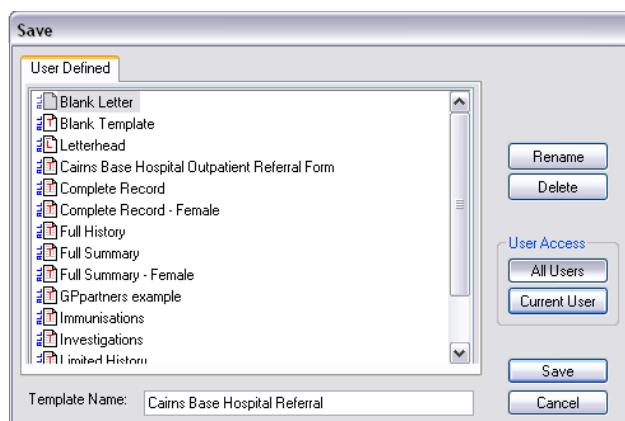 Save
User Defined
Blank Letter
Blank Template
Letterhead
Cairns Base Hospital Outpatient Referral Form
Complete Record
Complete Record - Female
Full History
Full Summary
Full Summary - Female
GPpartners example
Immunisations
Investigations
Limited History
Rename
Delete
User Access
All Users
Current User
Save
Cancel
Template Name: Cairns Base Hospital Referral